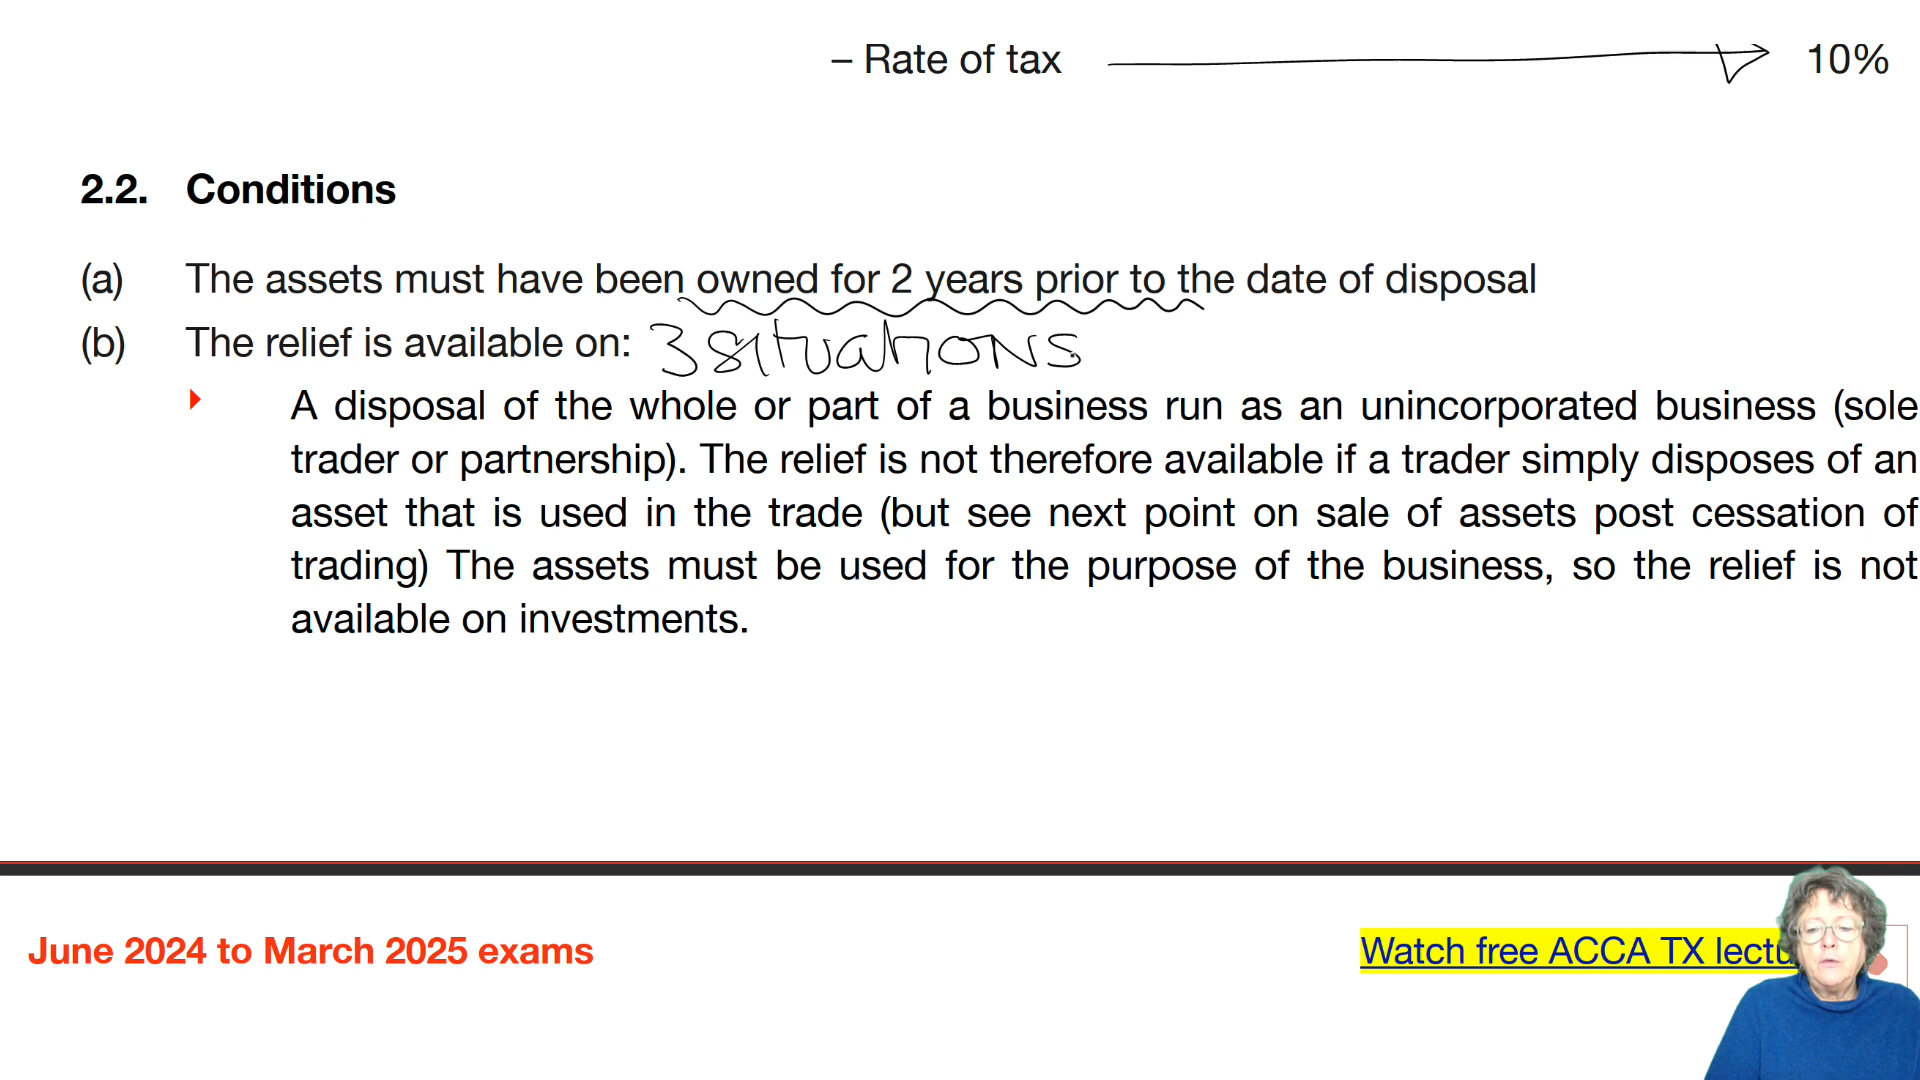 – Rate of tax 10%
2.2. Conditions
(a) The assets must have been owned for 2 years prior to the date of disposal
(b) The relief is available on: 3 situations
A disposal of the whole or part of a business run as an unincorporated business (sole
trader or partnership). The relief is not therefore available if a trader simply disposes of an
asset that is used in the trade (but see next point on sale of assets post cessation of
trading) The assets must be used for the purpose of the business, so the relief is not
available on investments.
June 2024 to March 2025 exams
Watch free ACCA TX